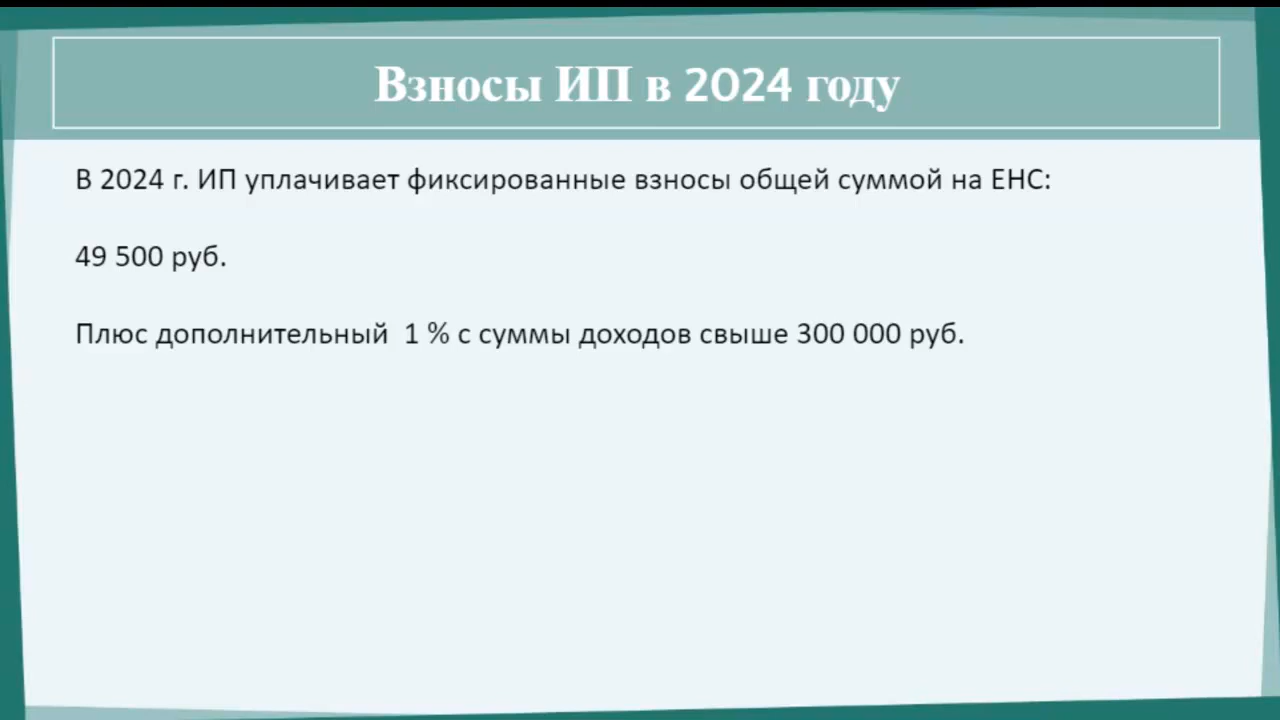 Взносы ИП в 2024 году
В 2024 г. ИП уплачивает фиксированные взносы общей суммой на ЕНС:
49 500 руб.
Плюс дополнительный 1 % с суммы доходов свыше 300 000 руб.